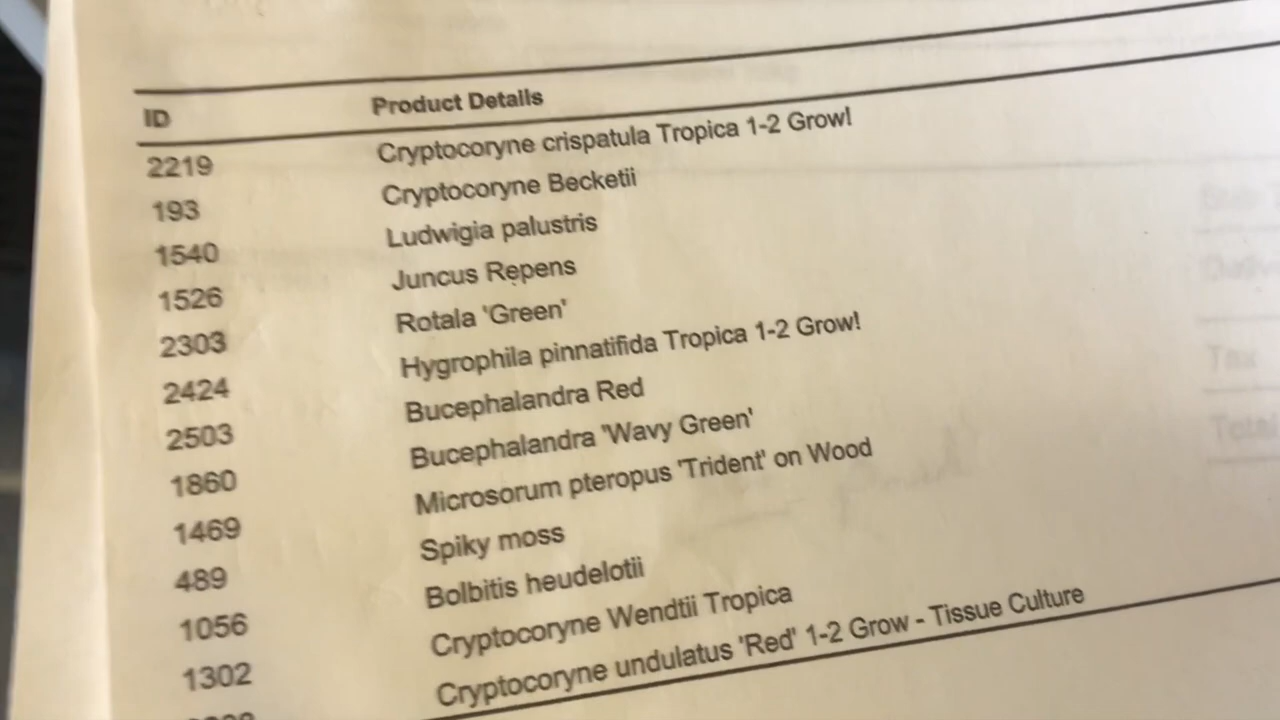 ID Product Details
2219 Cryptocoryne crispatula Tropica 1-2 Grow!
193 Cryptocoryne Becketii
1540 Ludwigia palustris
1526 Juncus Repens
2303 Rotala 'Green'
2424 Hygrophila pinnatifida Tropica 1-2 Grow!
2503 Bucephalandra Red
1860 Bucephalandra 'Wavy Green'
1469 Microsorum pteropus 'Trident' on Wood
489 Spiky moss
1056 Bolbitis heudelotii
1302 Cryptocoryne Wendtii Tropica
Cryptocoryne undulatus 'Red' 1-2 Grow - Tissue Culture
Tax
Total